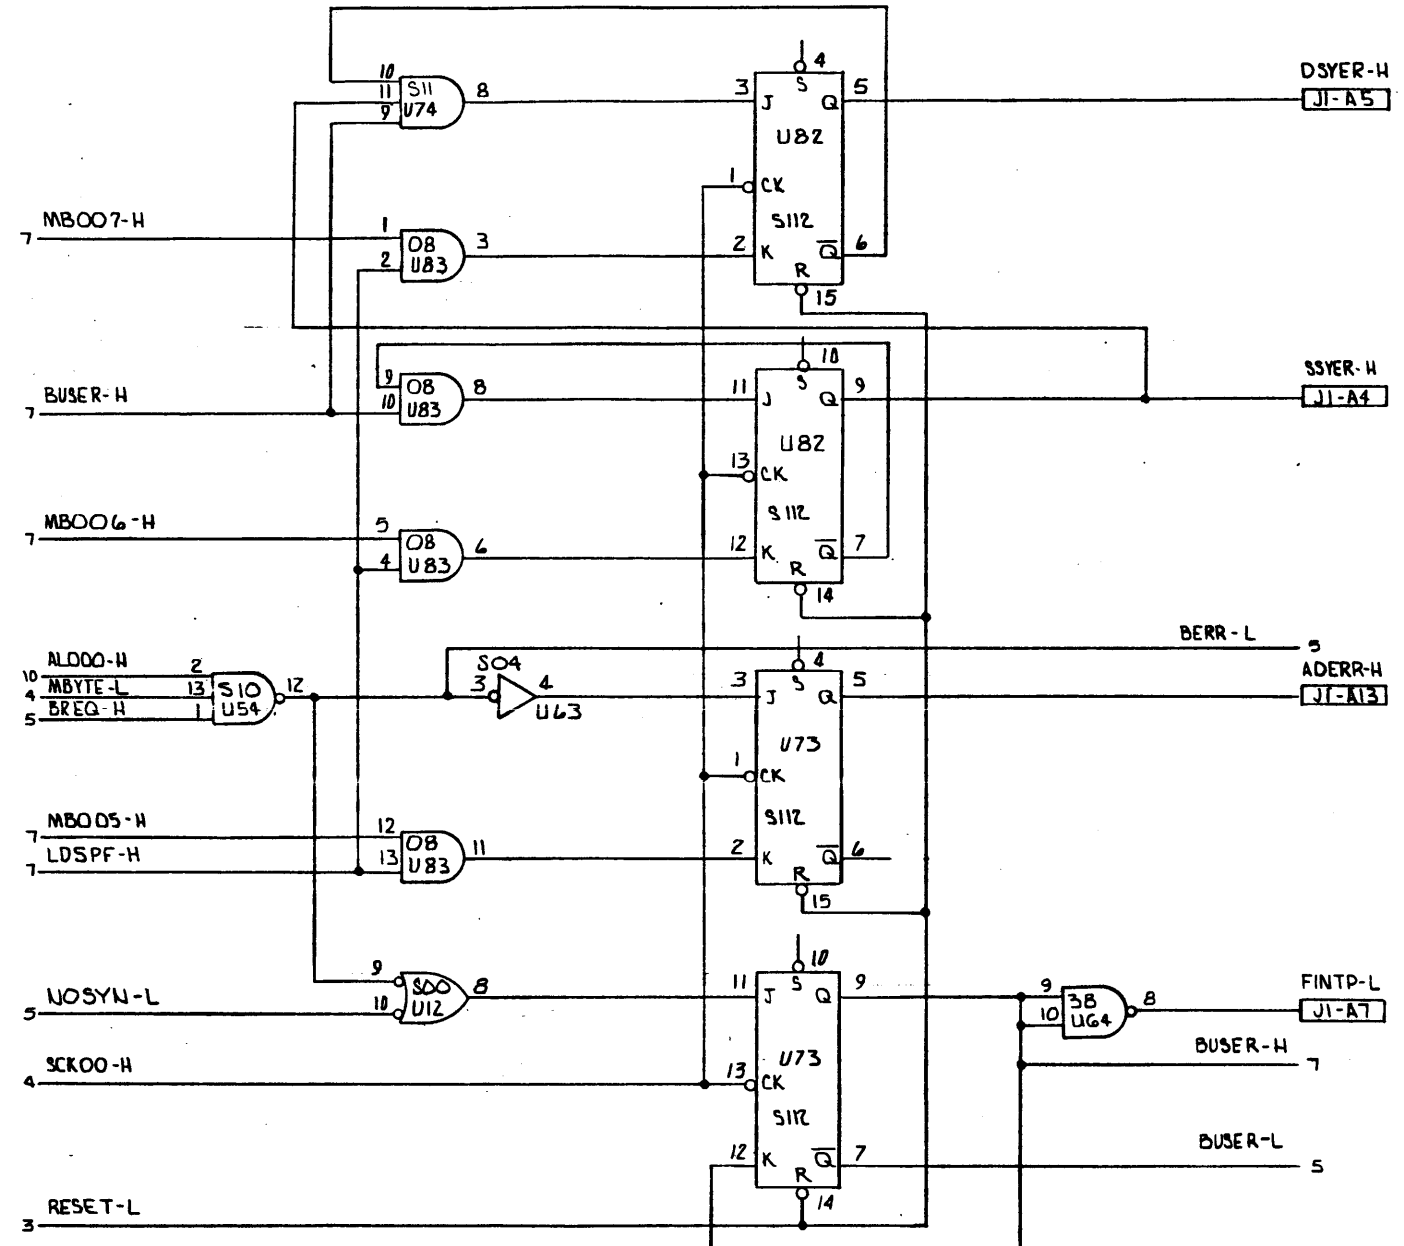 10
11 S11 8
9 U74
3 J S 4 Q 5
U82
1 CK
S112
2 K R Q 6
15
DSYER-H
J1-A5
7 MB007-H 1 08 3
2 U83
BUSER-H
7
9 08 8
10 U83
11 J S 10 Q 9
U82
13 CK
S112
12 K R Q 7
14
SSYER-H
J1-A4
7 MB006-H 5 08 6
4 U83
BERR-L 5
10 ALD00-H 2
4 MBYTE-L 13 S10 12
5 BREQ-H 1 U54
S04
3 4
U63
3 J S 4 Q 5
U73
1 CK
S112
2 K R Q 6
15
ADERR-H
J1-A13
7 MB005-H 12 08 11
7 LDSPF-H 13 U83
9 S00 8
5 NOSYN-L 10 U12
11 J S 10 Q 9
U73
13 CK
S112
12 K R Q 7
14
4 SCK00-H
3 RESET-L
9 38 8
10 U64
FINTP-L
J1-A7
BUSER-H 7
BUSER-L 5